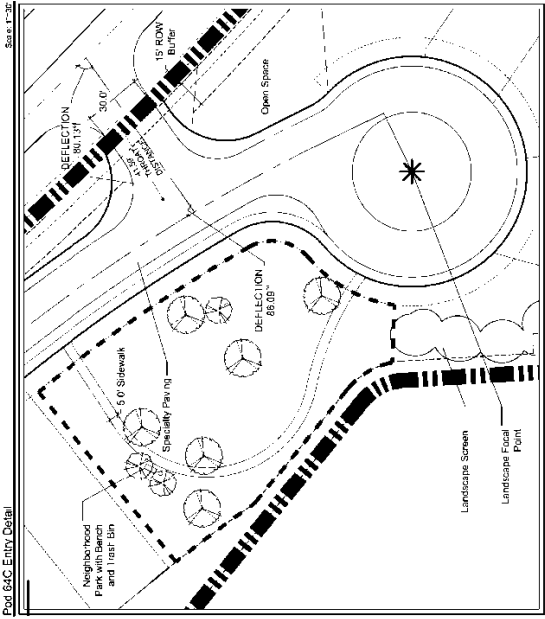 Pod 64C Entry Detail
Scale: 1"=30'
DEFLECTION
80.13°
30.0'
15' ROW
Buffer
Open Space
41.59'
THROAT
DISTANCE
DEFLECTION
86.09°
5.0' Sidewalk
Specialty Paving
Neighborhood
Park with Bench
and Trash Bin
Landscape Screen
Landscape Focal
Point